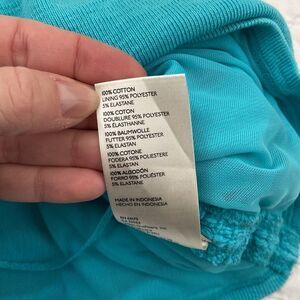 100% COTTON
LINING 95% POLYESTER
5% ELASTANE
100% COTON
DOUBLURE 95% POLYESTER
5% ÉLASTHANNE
100% BAUMWOLLE
FUTTER 95% POLYESTER
5% ELASTAN
100% COTONE
FODERA 95% POLIESTERE
5% ELASTAN
100% ALGODÓN
FORRO 95% POLIÉSTER
5% ELASTANE
MADE IN INDONESIA
HECHO EN INDONESIA